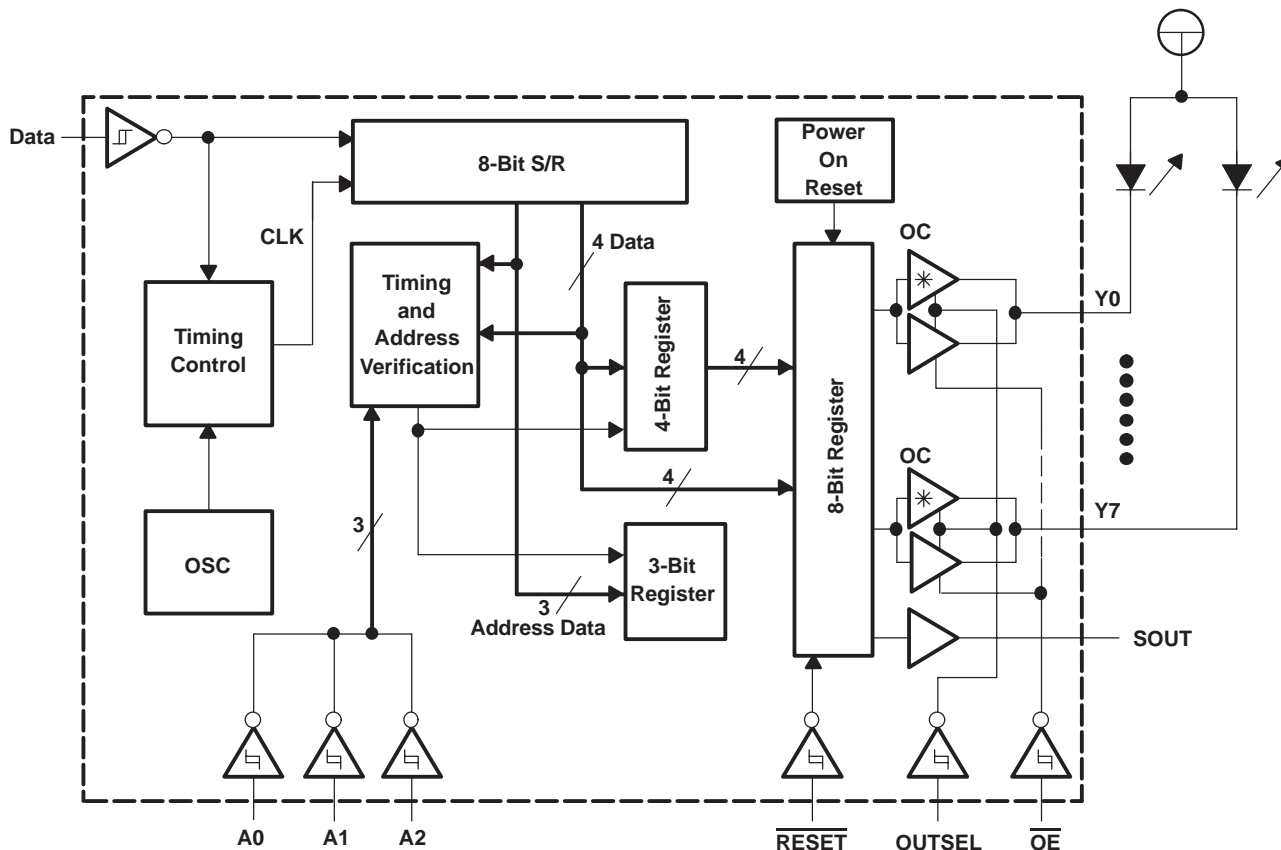 Data
8-Bit S/R
Power
On
Reset
CLK
4 Data
OC
Timing
and
Address
Verification
Y0
Timing
Control
4-Bit Register
4
8-Bit Register
OC
4
Y7
3
OSC
3-Bit
Register
3
Address Data
SOUT
A0
A1
A2
RESET
OUTSEL
OE